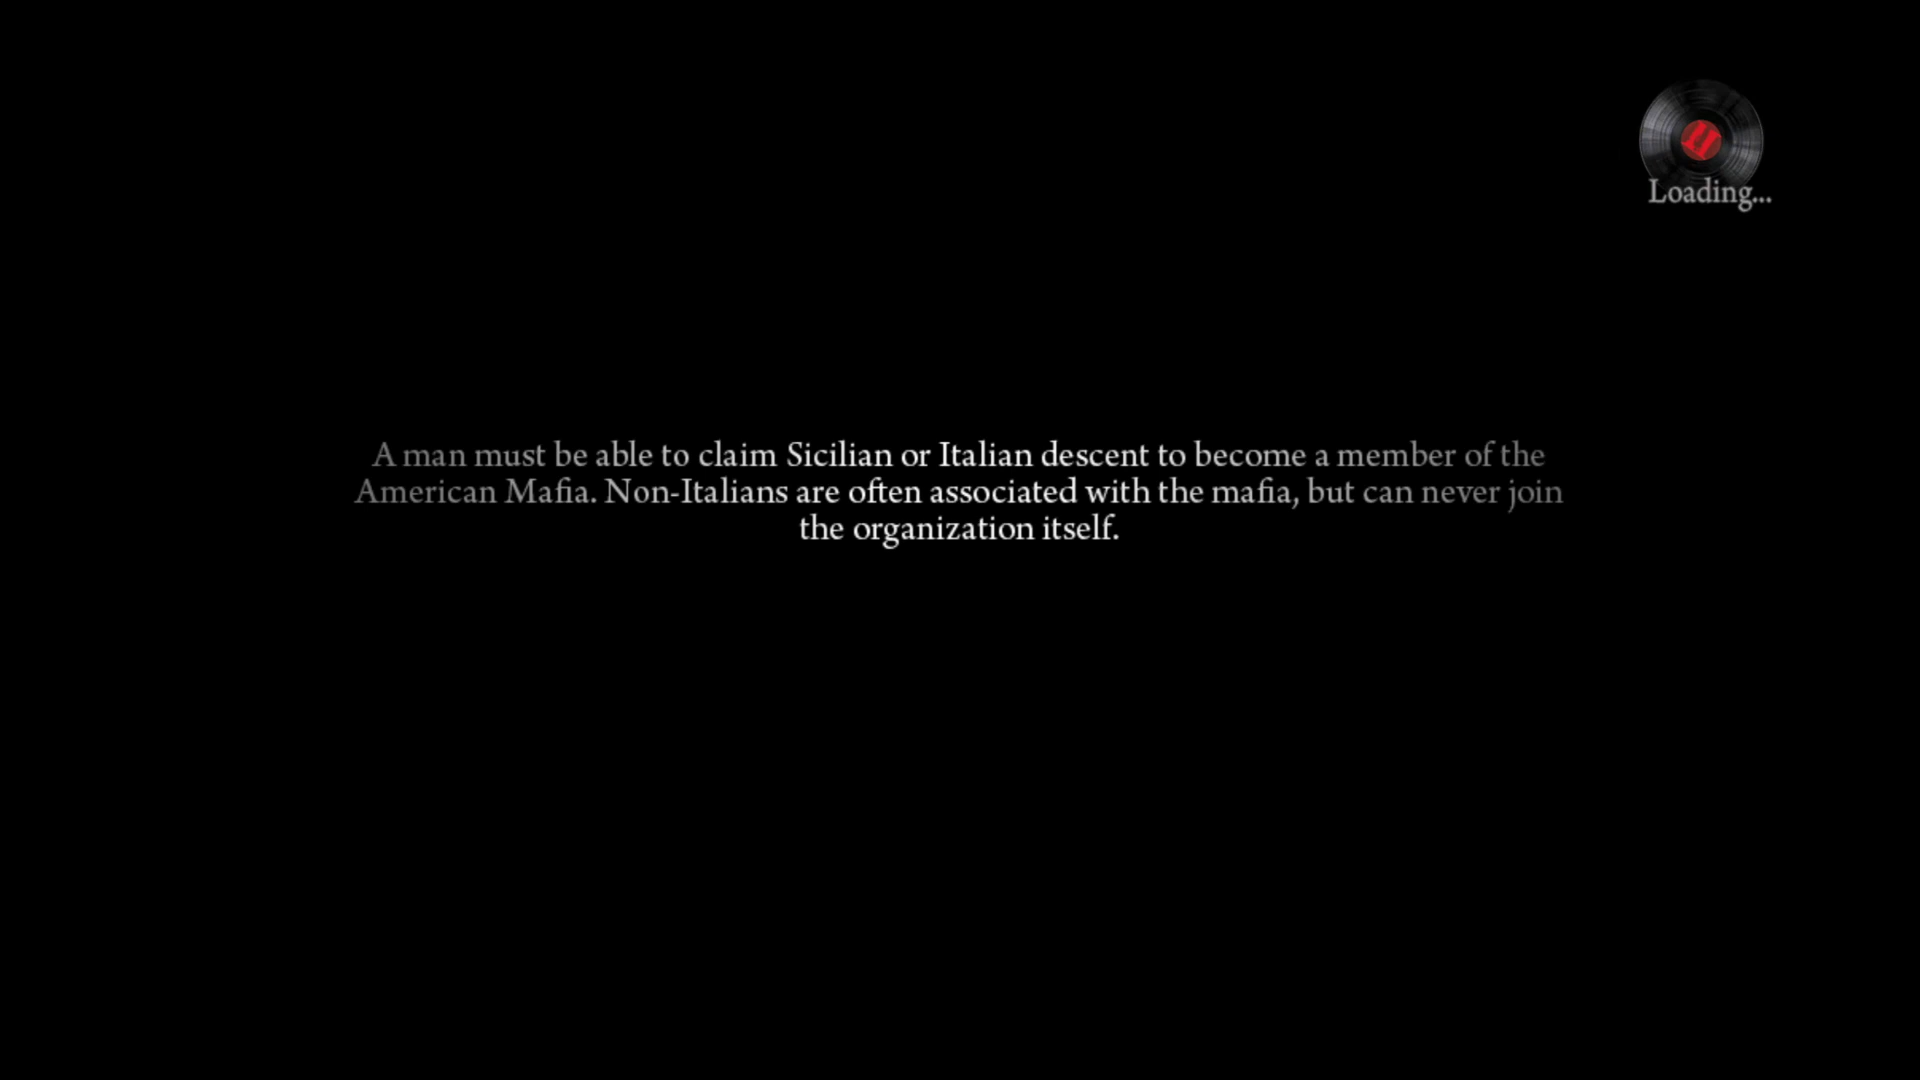 Loading...
A man must be able to claim Sicilian or Italian descent to become a member of the
American Mafia. Non-Italians are often associated with the mafia, but can never join
the organization itself.